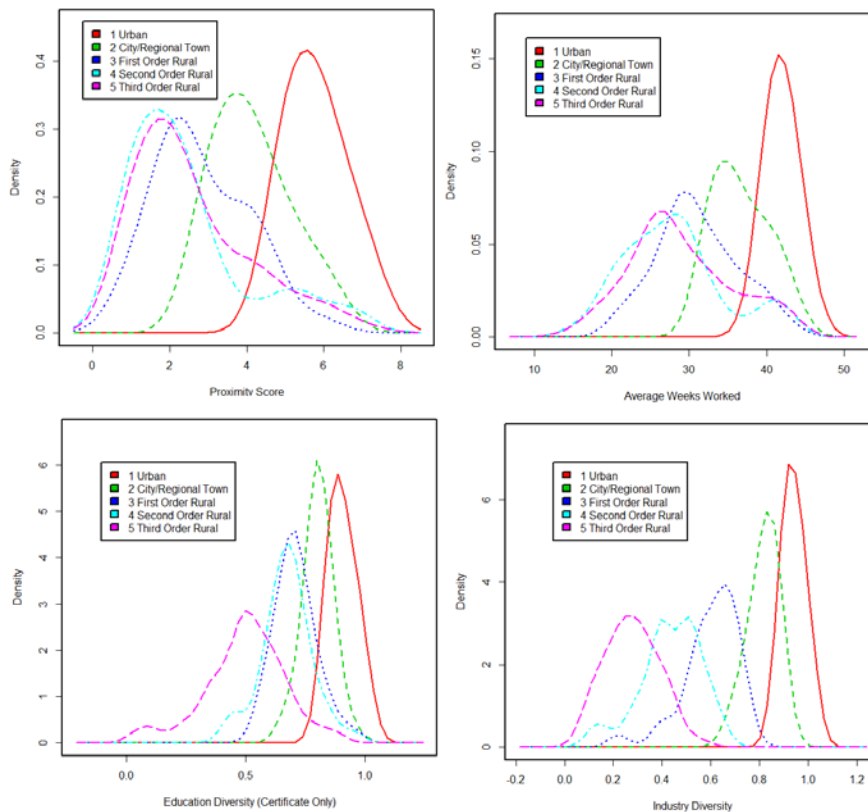 1 Urban
2 City/Regional Town
3 First Order Rural
4 Second Order Rural
5 Third Order Rural
Density
0.0 0.1 0.2 0.3 0.4
0 2 4 6 8
Proximity Score
1 Urban
2 City/Regional Town
3 First Order Rural
4 Second Order Rural
5 Third Order Rural
Density
0.00 0.05 0.10 0.15
10 20 30 40 50
Average Weeks Worked
1 Urban
2 City/Regional Town
3 First Order Rural
4 Second Order Rural
5 Third Order Rural
Density
0 1 2 3 4 5 6
0.0 0.5 1.0
Education Diversity (Certificate Only)
1 Urban
2 City/Regional Town
3 First Order Rural
4 Second Order Rural
5 Third Order Rural
Density
0 2 4 6
-0.2 0.0 0.2 0.4 0.6 0.8 1.0 1.2
Industry Diversity